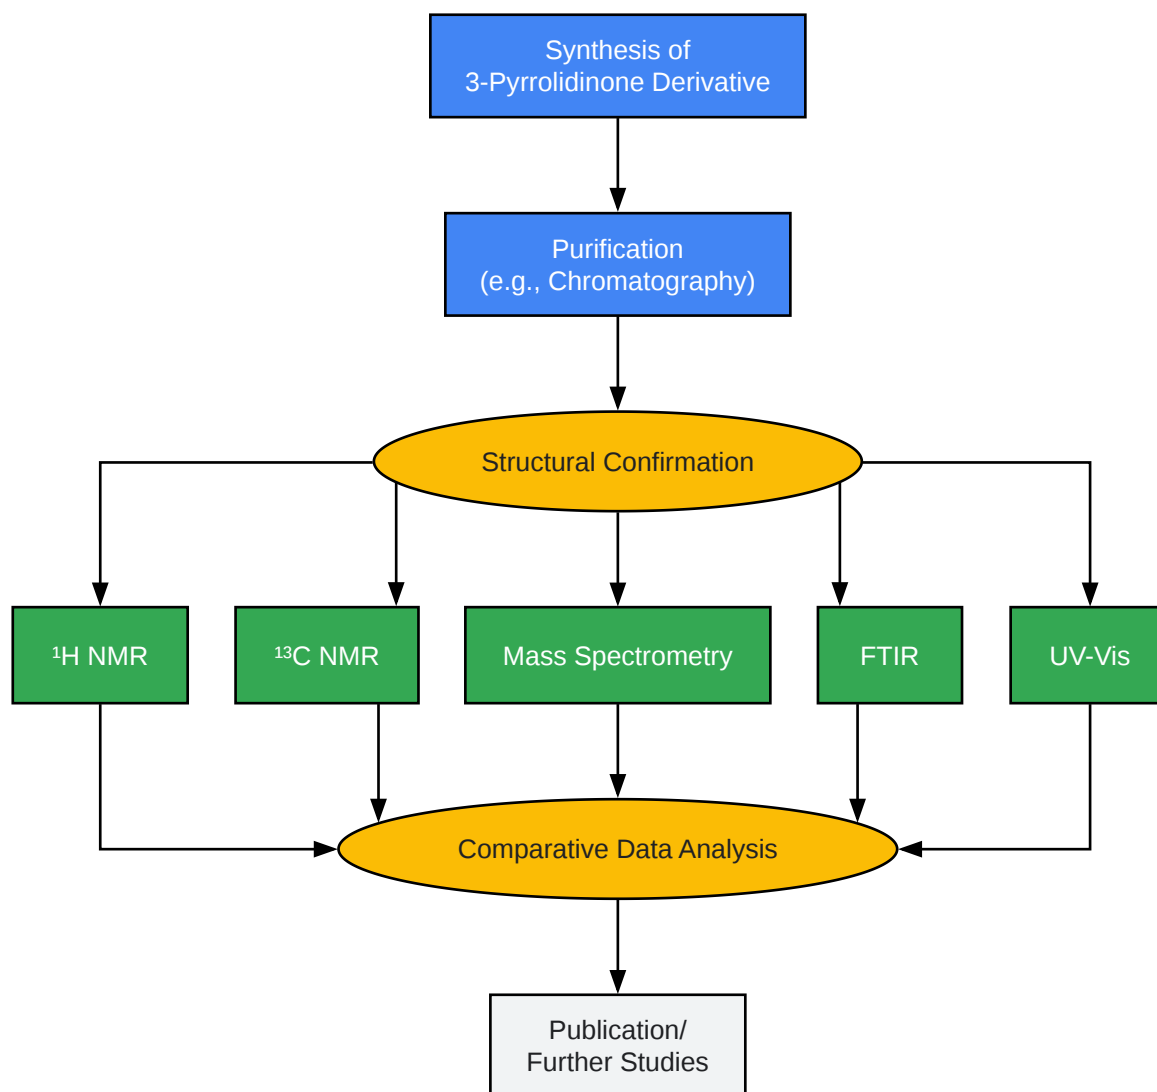 Synthesis of
3-Pyrrolidinone Derivative
Purification
(e.g., Chromatography)
Structural Confirmation
¹H NMR
¹³C NMR
Mass Spectrometry
FTIR
UV-Vis
Comparative Data Analysis
Publication/
Further Studies